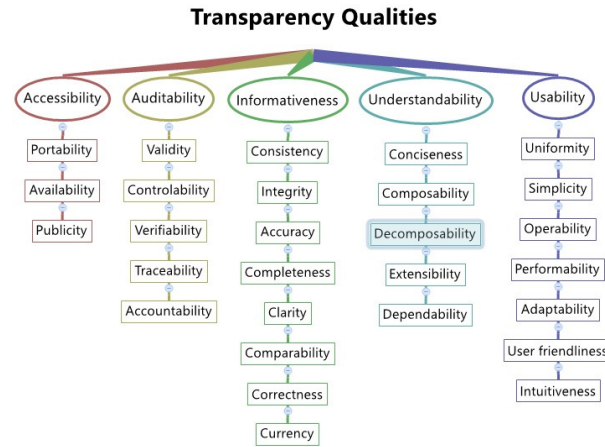 Transparency Qualities
Accessibility
Portability
Availability
Publicity
Auditability
Validity
Controlability
Verifiability
Traceability
Accountability
Informativeness
Consistency
Integrity
Accuracy
Completeness
Clarity
Comparability
Correctness
Currency
Understandability
Conciseness
Composability
Decomposability
Extensibility
Dependability
Usability
Uniformity
Simplicity
Operability
Performability
Adaptability
User friendliness
Intuitiveness